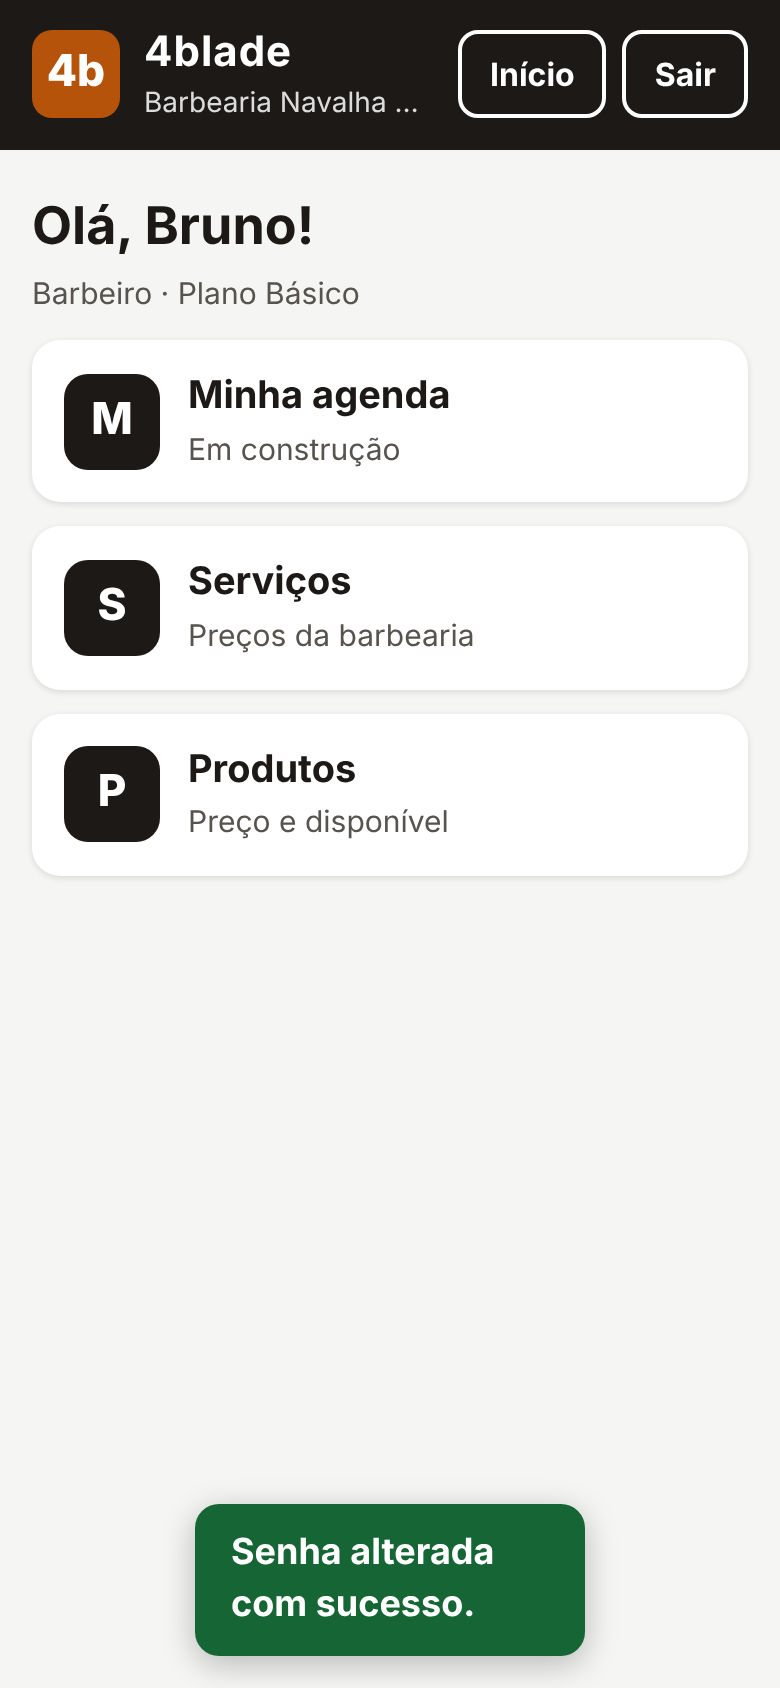 4b
4blade
Barbearia Navalha ...
Início
Sair
Olá, Bruno!
Barbeiro · Plano Básico
M
Minha agenda
Em construção
S
Serviços
Preços da barbearia
P
Produtos
Preço e disponível
Senha alterada
com sucesso.